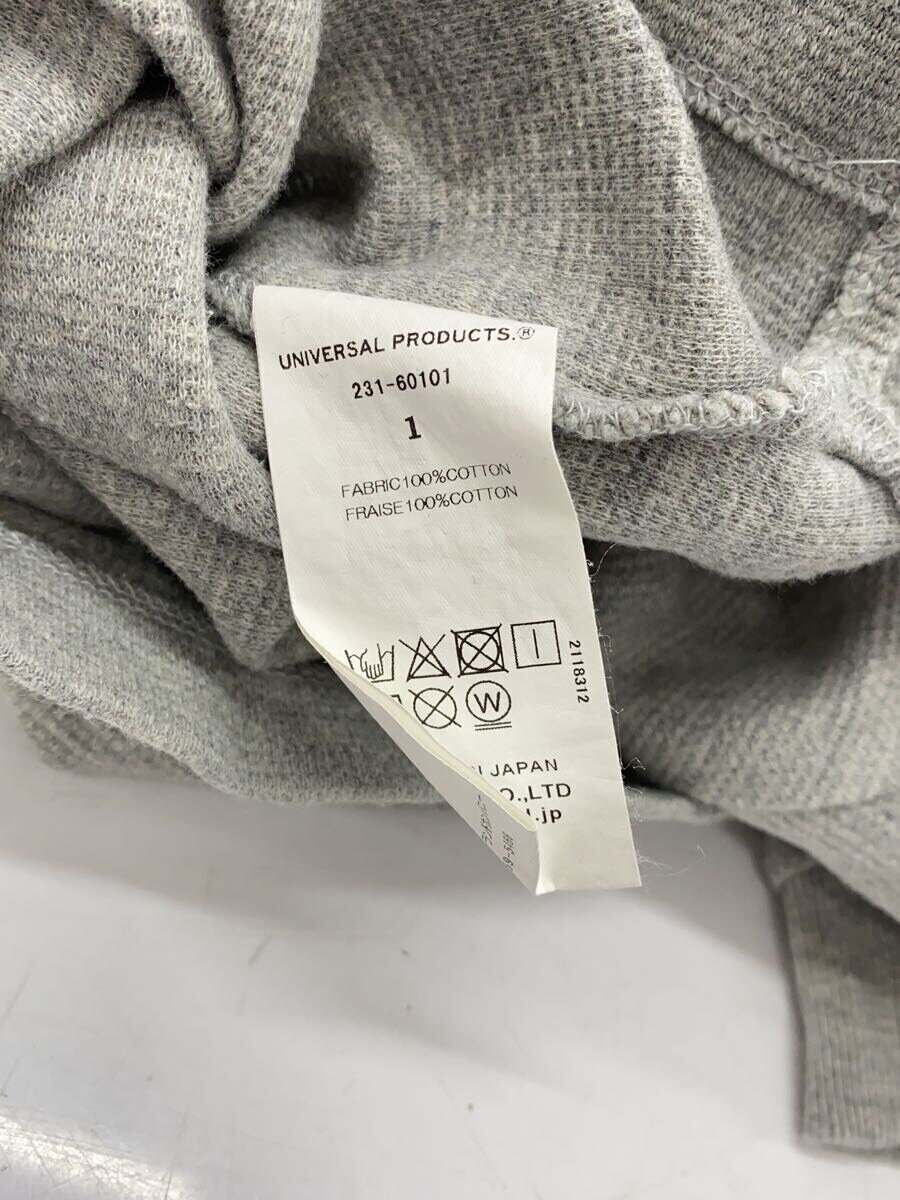 UNIVERSAL PRODUCTS.®
231-60101
1
FABRIC100%COTTON
FRAISE100%COTTON
2118312
W
JAPAN
O.,LTD
.jp